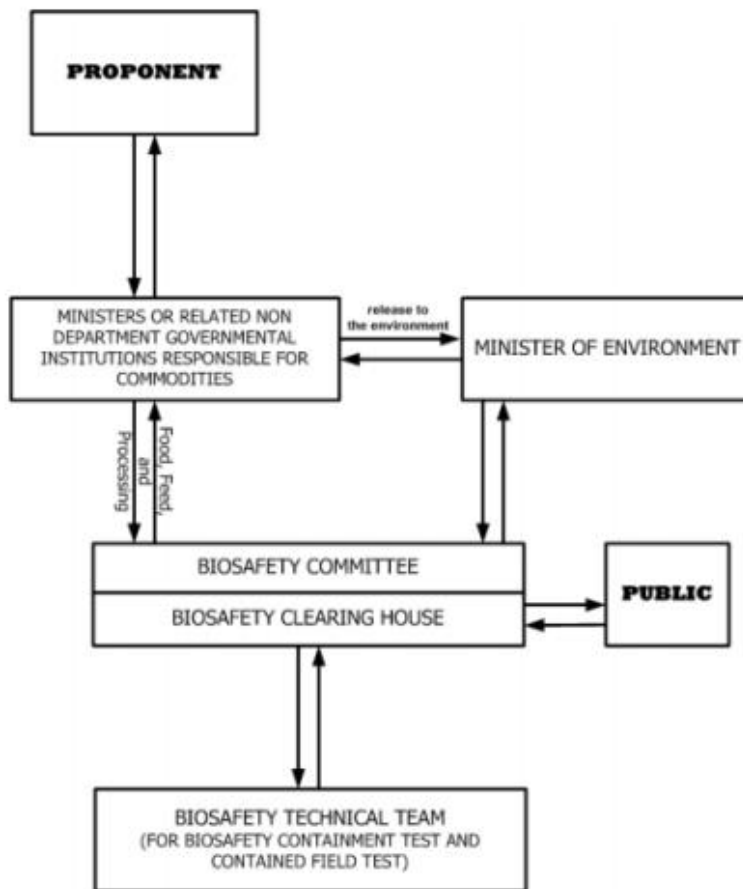 PROPONENT
MINISTERS OR RELATED NON
DEPARTMENT GOVERNMENTAL
INSTITUTIONS RESPONSIBLE FOR
COMMODITIES
release to
the environment
MINISTER OF ENVIRONMENT
Food, Feed,
and
Processing
BIOSAFETY COMMITTEE
BIOSAFETY CLEARING HOUSE
PUBLIC
BIOSAFETY TECHNICAL TEAM
(FOR BIOSAFETY CONTAINMENT TEST AND
CONTAINED FIELD TEST)